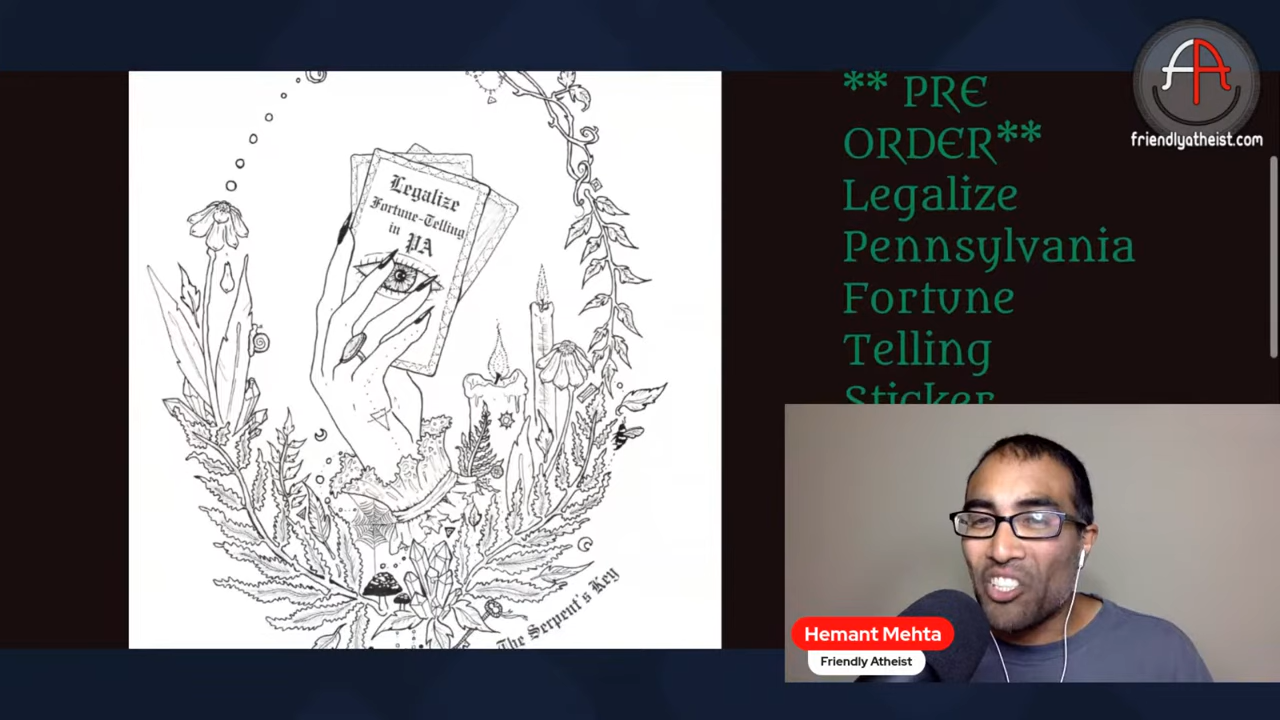 Legalize
Fortune-Telling
in
PA
The Serpent's Key
** PRE
ORDER**
Legalize
Pennsylvania
Fortune
Telling
Sticker
friendlyatheist.com
Hemant Mehta
Friendly Atheist